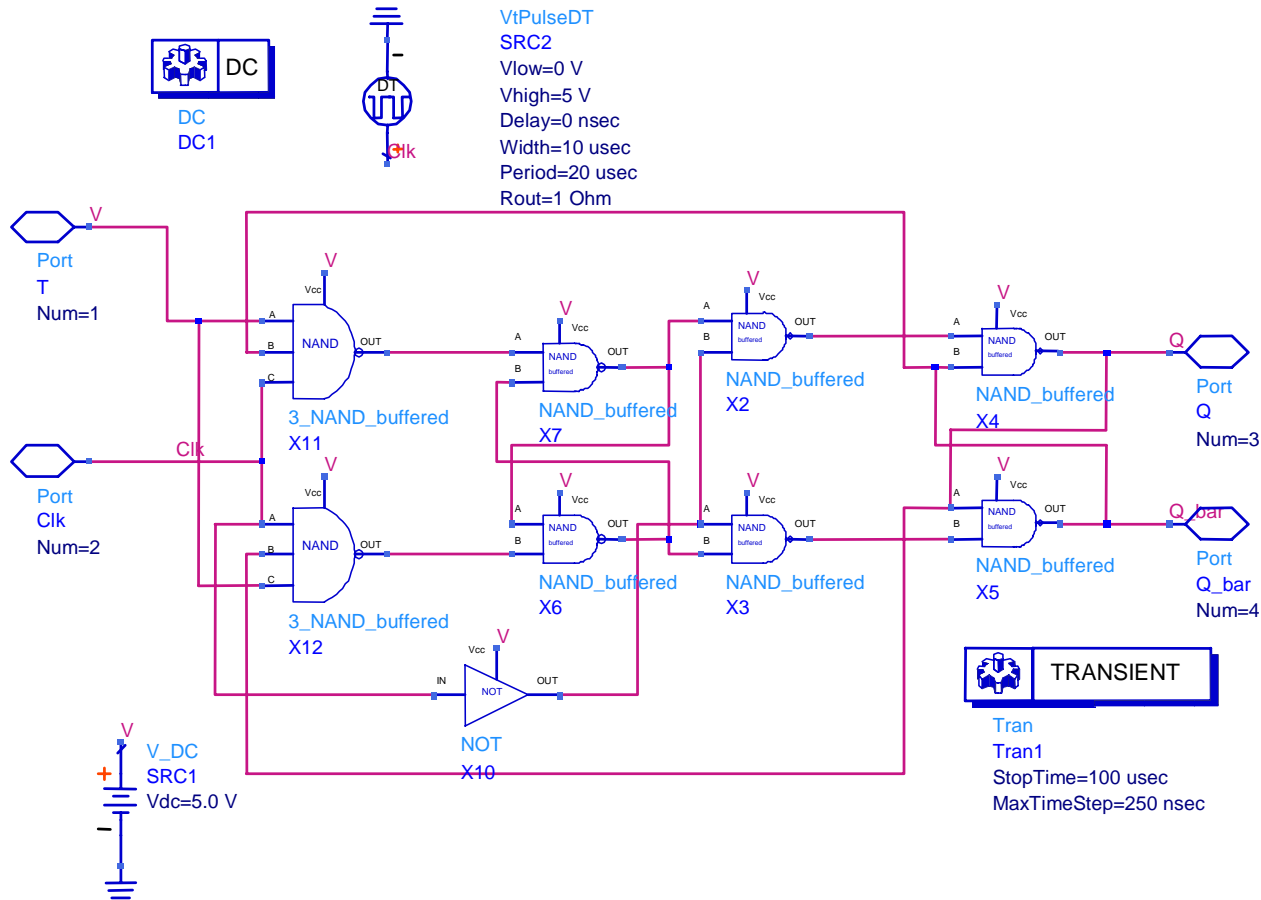 VtPulseDT
SRC2
Vlow=0 V
Vhigh=5 V
Delay=0 nsec
Width=10 usec
Period=20 usec
Rout=1 Ohm
DC
DC
DC1
DT
Clk
V
Port
T
Num=1
Clk
Port
Clk
Num=2
V
Vcc
A
B
C
NAND
OUT
3_NAND_buffered
X11
V
Vcc
A
B
NAND
buffered
OUT
NAND_buffered
X7
V
Vcc
A
B
NAND
buffered
OUT
NAND_buffered
X2
V
Vcc
A
B
NAND
buffered
OUT
NAND_buffered
X4
Q
Port
Q
Num=3
V
Vcc
A
B
C
NAND
OUT
3_NAND_buffered
X12
V
Vcc
A
B
NAND
buffered
OUT
NAND_buffered
X6
V
Vcc
A
B
NAND
buffered
OUT
NAND_buffered
X3
V
Vcc
A
B
NAND
buffered
OUT
NAND_buffered
X5
Q_bar
Port
Q_bar
Num=4
V
Vcc
IN
NOT
OUT
NOT
X10
V
V_DC
SRC1
Vdc=5.0 V
TRANSIENT
Tran
Tran1
StopTime=100 usec
MaxTimeStep=250 nsec